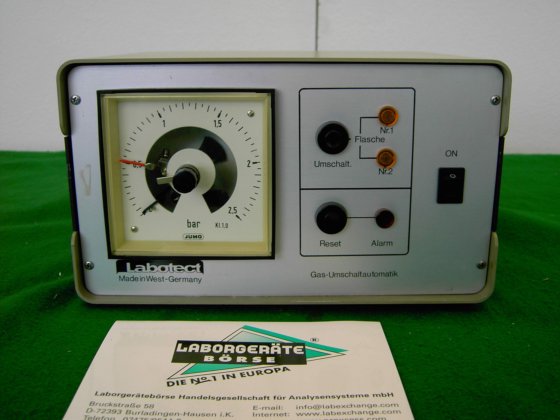 1
1,5
0,5
2
2,5
bar
Kl.1,0
JUMO
Nr.1
Flasche
Umschalt.
Nr.2
ON
Reset
Alarm
Labotect
Made in West-Germany
Gas-Umschaltautomatik
LABORGERÄTE ®
BÖRSE
DIE No 1 IN EUROPA
Laborgerätebörse Handelsgesellschaft für Analysensysteme mbH
Bruckstraße 58 E-mail: info@labexchange.com
D-72393 Burladingen-Hausen i.K. Internet: www.labexchange.com